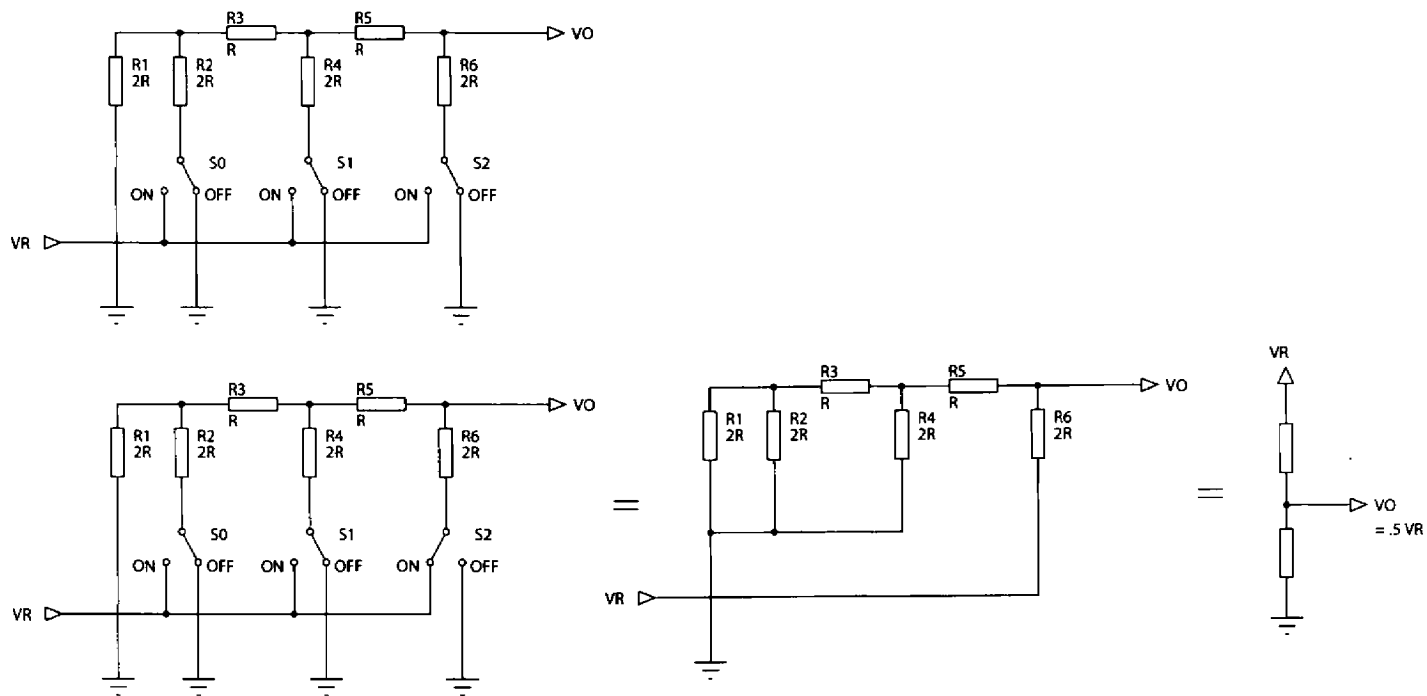 R3
R
R5
R
VO
R1
2R
R2
2R
R4
2R
R6
2R
S0
S1
S2
ON
OFF
ON
OFF
ON
OFF
VR
R3
R
R5
R
VO
R1
2R
R2
2R
R4
2R
R6
2R
S0
S1
S2
ON
OFF
ON
OFF
ON
OFF
VR
=
R3
R
R5
R
VO
R1
2R
R2
2R
R4
2R
R6
2R
VR
=
VR
VO
= .5 VR